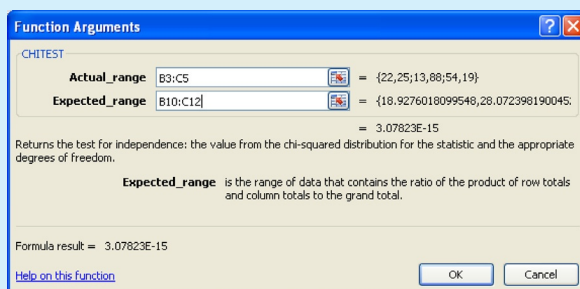 Function Arguments
CHITEST
Actual_range B3:C5 = {22,25;13,88;54,19}
Expected_range B10:C12 = {18.9276018099548,28.0723981900452
= 3.07823E-15
Returns the test for independence: the value from the chi-squared distribution for the statistic and the appropriate
degrees of freedom.
Expected_range is the range of data that contains the ratio of the product of row totals
and column totals to the grand total.
Formula result = 3.07823E-15
Help on this function OK Cancel